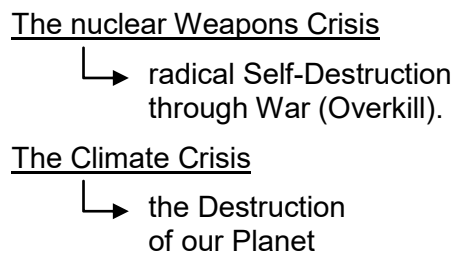 The nuclear Weapons Crisis
radical Self-Destruction
through War (Overkill).
The Climate Crisis
the Destruction
of our Planet